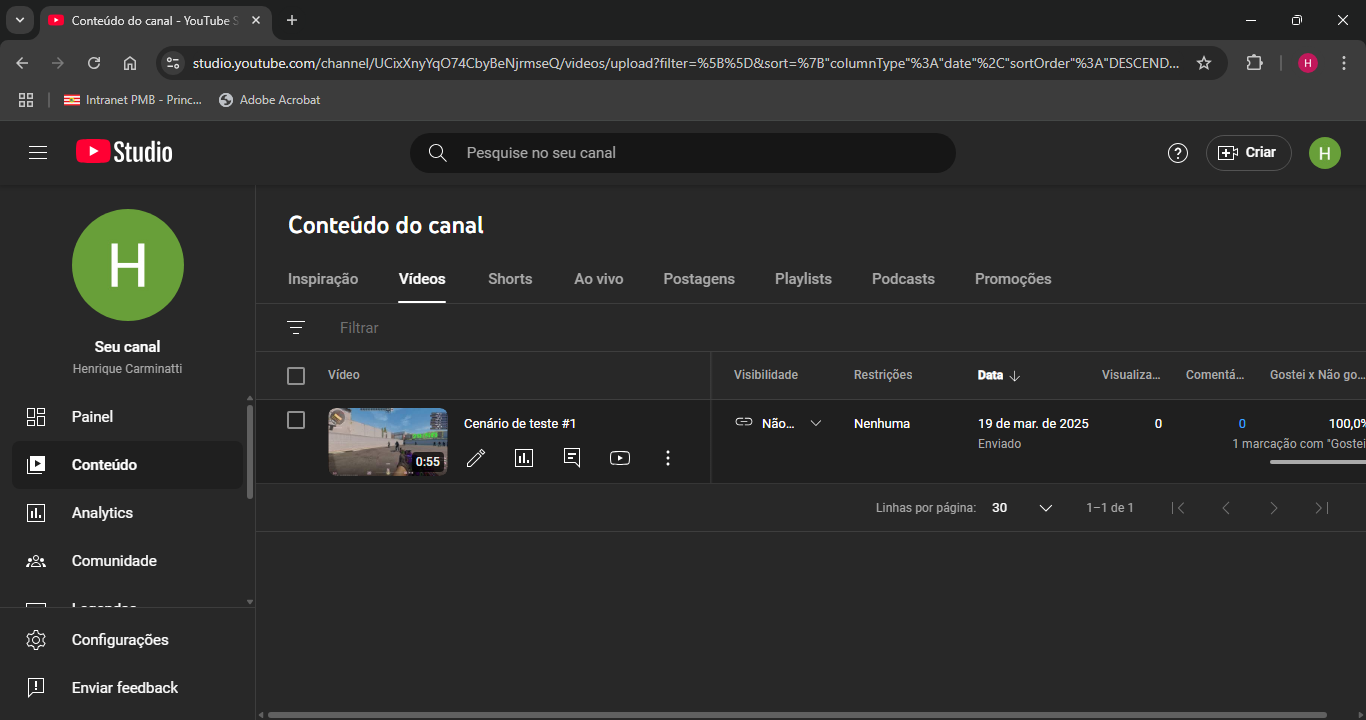 Conteúdo do canal - YouTube S
studio.youtube.com/channel/UCixXnyYqO74CbyBeNjrmseQ/videos/upload?filter=%5B%5D&sort=%7B"columnType"%3A"date"%2C"sortOrder"%3A"DESCEND...
H
Intranet PMB - Princ...
Adobe Acrobat
Studio
Pesquise no seu canal
Criar
H
H
Seu canal
Henrique Carminatti
Painel
Conteúdo
Analytics
Comunidade
Configurações
Enviar feedback
Conteúdo do canal
Inspiração Vídeos Shorts Ao vivo Postagens Playlists Podcasts Promoções
Filtrar
Vídeo Visibilidade Restrições Data Visualiza... Comentá... Gostei x Não go...
Cenário de teste #1 Não... Nenhuma 19 de mar. de 2025 0 0 100,0%
Enviado 1 marcação com "Gostei
0:55
Linhas por página: 30 1–1 de 1